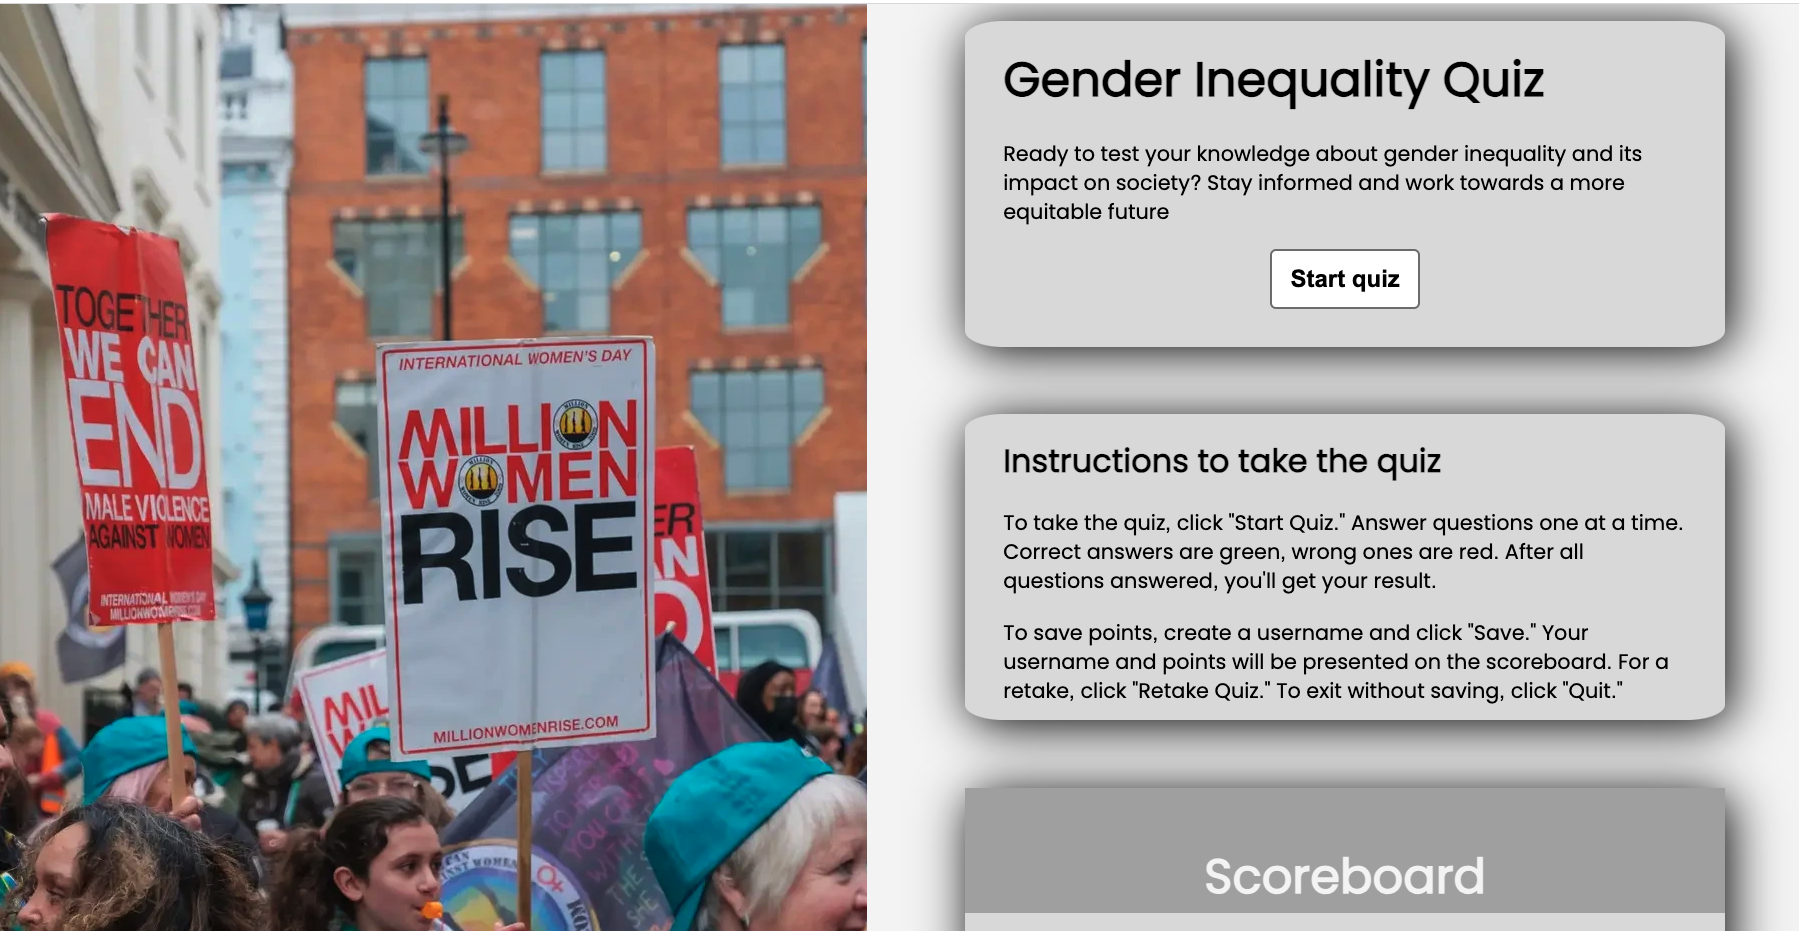 TOGETHER
WE CAN
END
MALE VIOLENCE
AGAINST WOMEN
INTERNATIONAL WOMEN'S DAY
MILLIONWOMENRISE.COM
INTERNATIONAL WOMEN'S DAY
MILLION
WOMEN
RISE
MILLIONWOMENRISE.COM
ER
AN
D
MIL
W
SE
Gender Inequality Quiz
Ready to test your knowledge about gender inequality and its
impact on society? Stay informed and work towards a more
equitable future
Start quiz
Instructions to take the quiz
To take the quiz, click "Start Quiz." Answer questions one at a time.
Correct answers are green, wrong ones are red. After all
questions answered, you'll get your result.
To save points, create a username and click "Save." Your
username and points will be presented on the scoreboard. For a
retake, click "Retake Quiz." To exit without saving, click "Quit."
Scoreboard